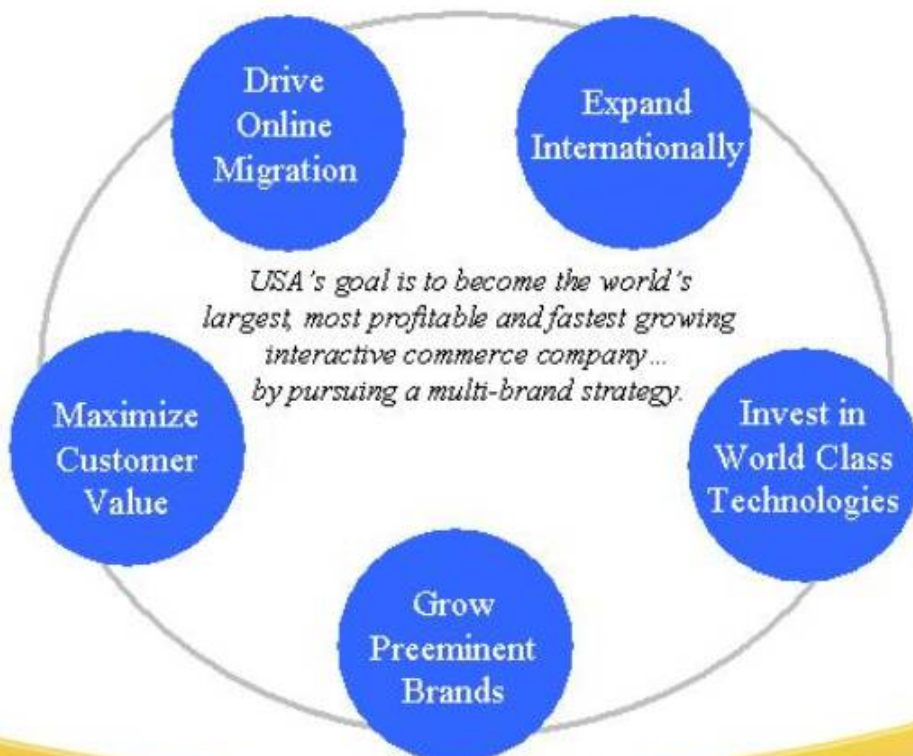 Drive
Online
Migration
Expand
Internationally
USA's goal is to become the world's
largest, most profitable and fastest growing
interactive commerce company...
by pursuing a multi-brand strategy.
Maximize
Customer
Value
Invest in
World Class
Technologies
Grow
Preeminent
Brands